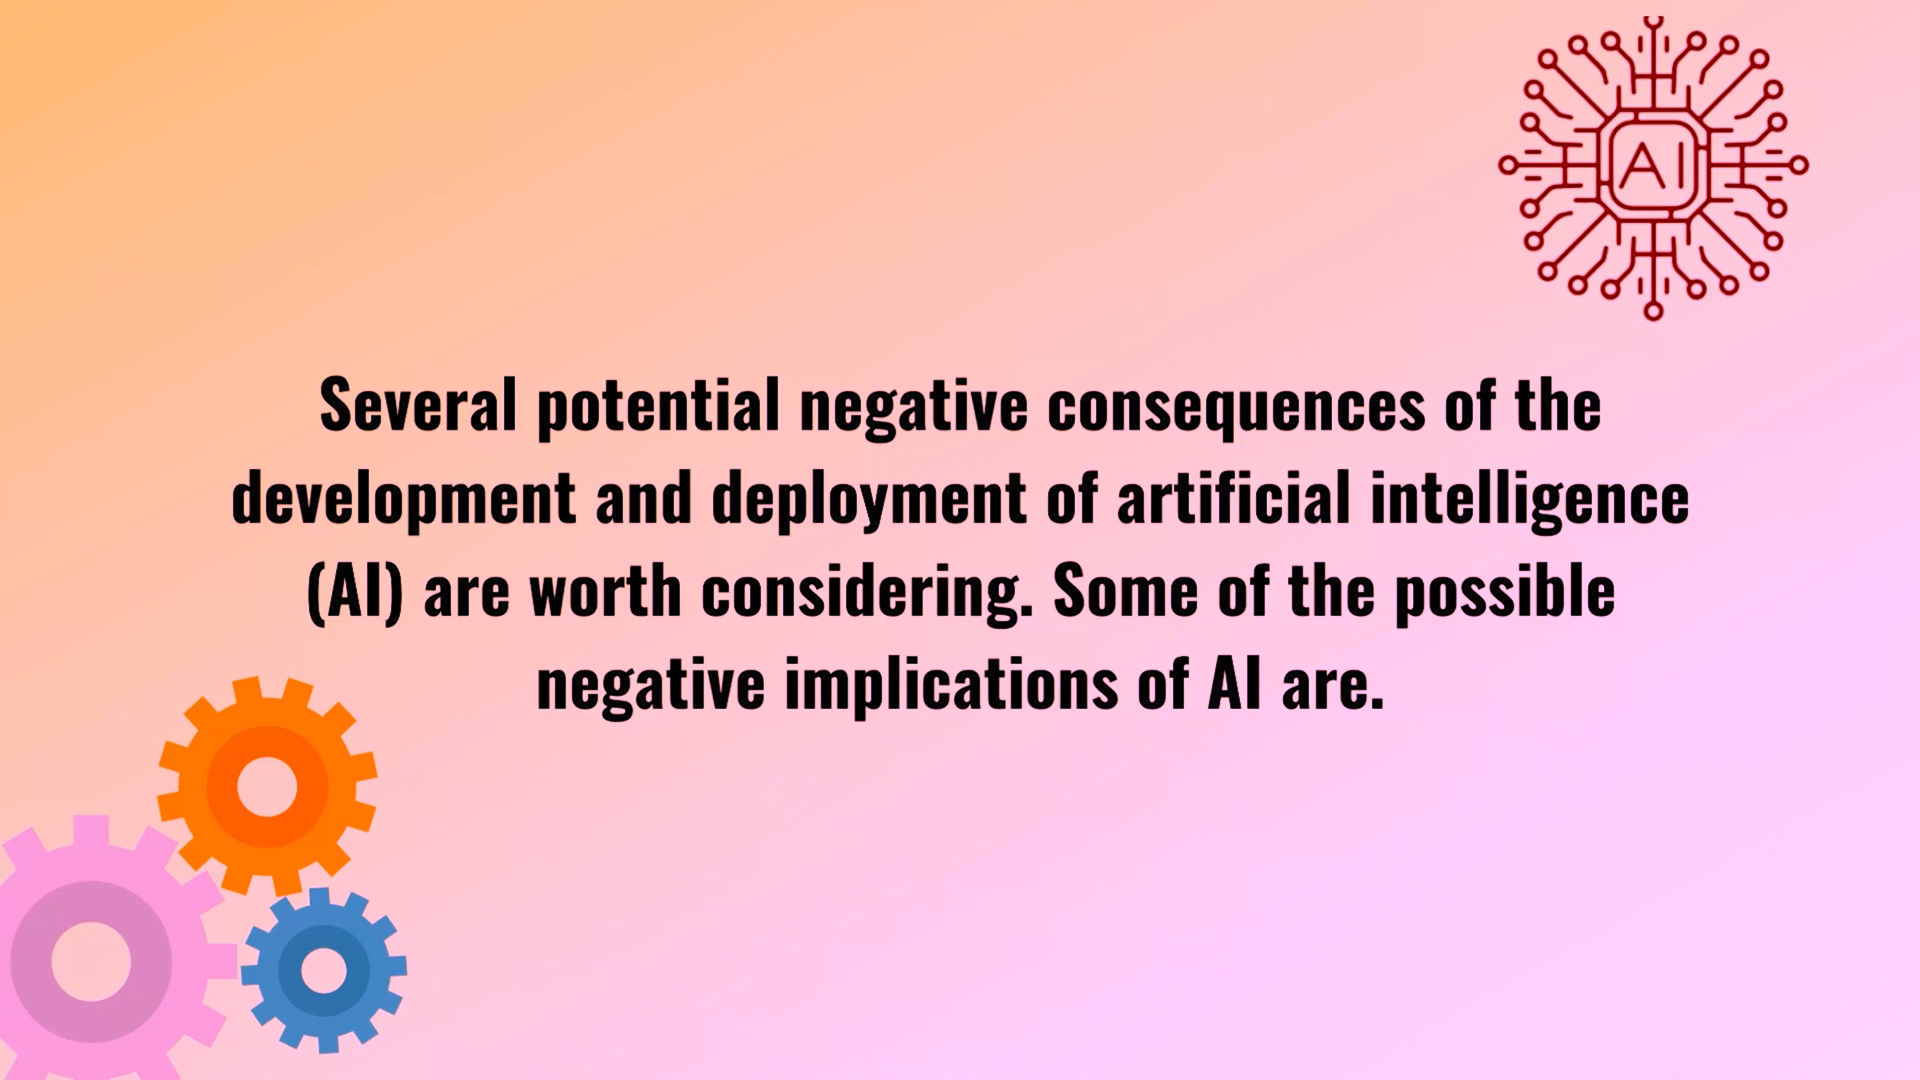 AI
Several potential negative consequences of the
development and deployment of artificial intelligence
(AI) are worth considering. Some of the possible
negative implications of AI are.